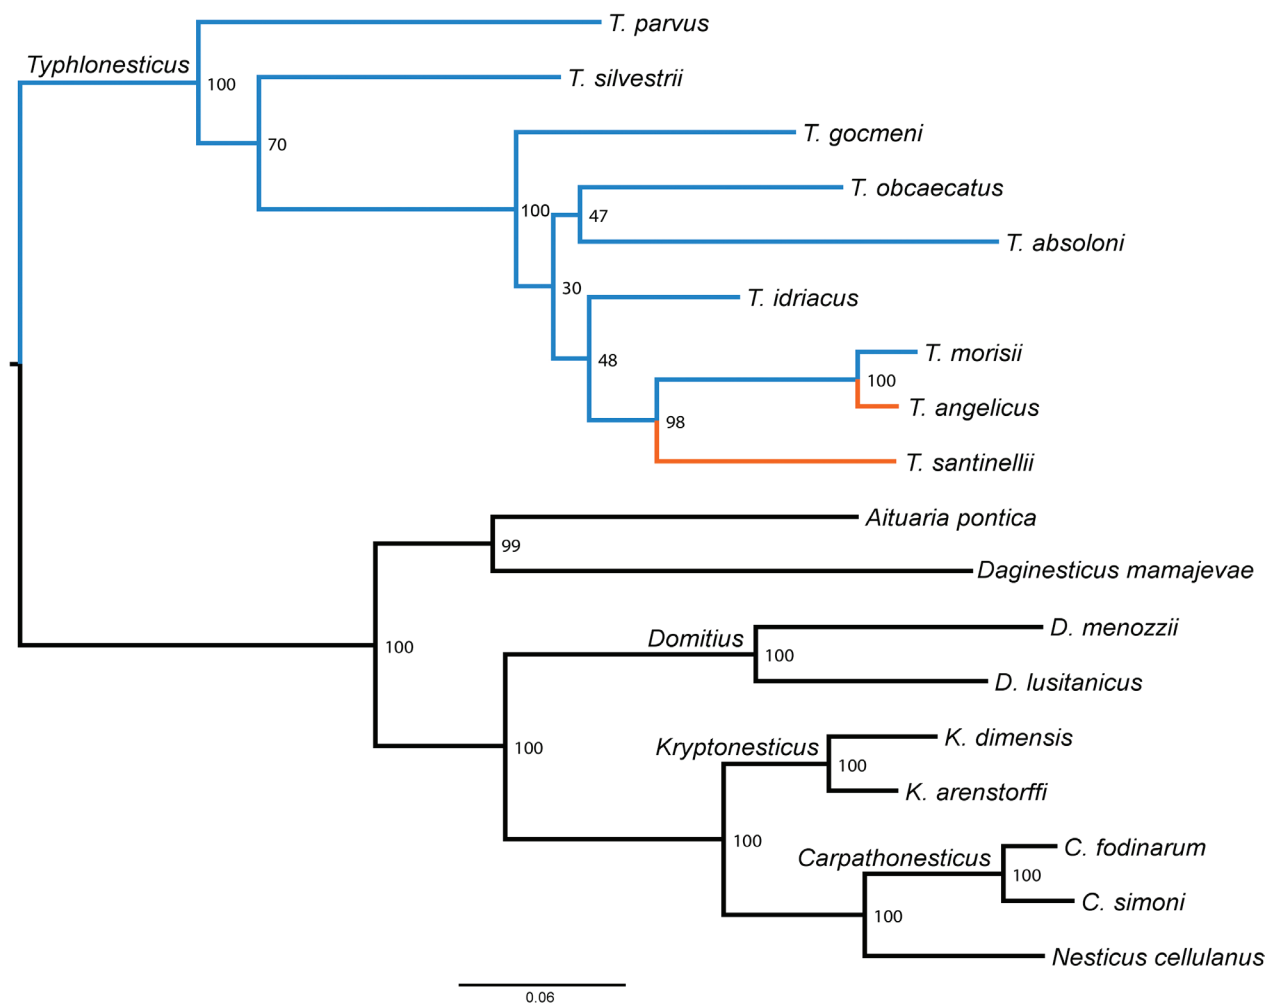 T. parvus
Typhlonesticus
100
T. silvestrii
70
T. gocmeni
T. obcaecatus
100
47
T. absoloni
30
T. idriacus
T. morisii
48
100
T. angelicus
98
T. santinellii
Aituaria pontica
99
Daginesticus mamajevae
D. menozzii
Domitius
100
100
D. lusitanicus
K. dimensis
Kryptonesticus
100
100
K. arenstorffi
100
C. fodinarum
Carpathonesticus
100
C. simoni
100
Nesticus cellulanus
0.06